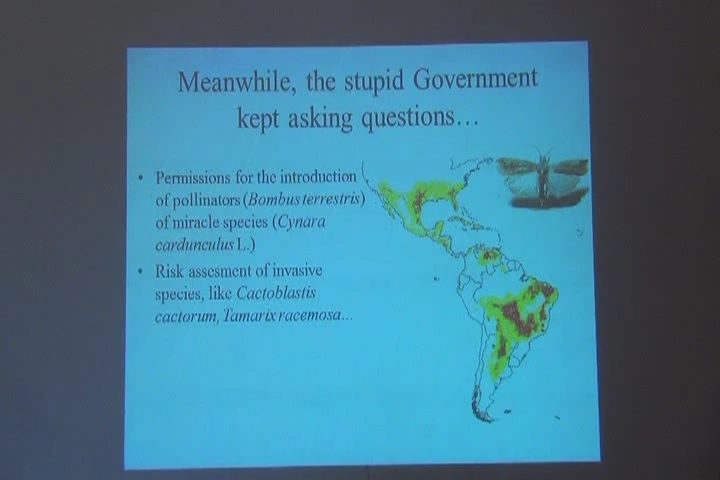 Meanwhile, the stupid Government
kept asking questions…
• Permissions for the introduction
of pollinators (Bombus terrestris)
of miracle species (Cynara
cardunculus L.)
• Risk assesment of invasive
species, like Cactoblastis
cactorum, Tamarix racemosa…